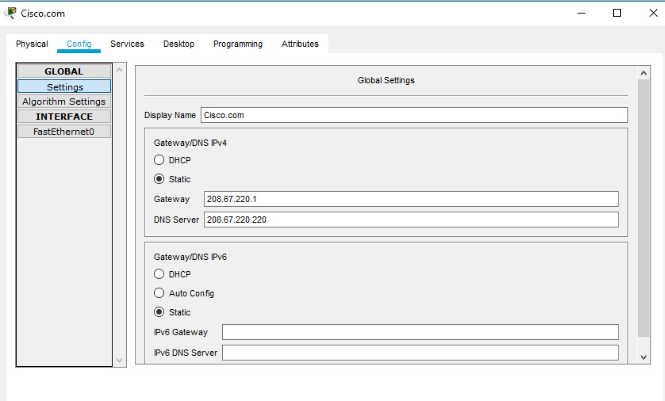 Cisco.com
Physical Config Services Desktop Programming Attributes
GLOBAL
Settings
Algorithm Settings
INTERFACE
FastEthernet0
Global Settings
Display Name Cisco.com
Gateway/DNS IPv4
DHCP
Static
Gateway 208.67.220.1
DNS Server 208.67.220.220
Gateway/DNS IPv6
DHCP
Auto Config
Static
IPv6 Gateway
IPv6 DNS Server